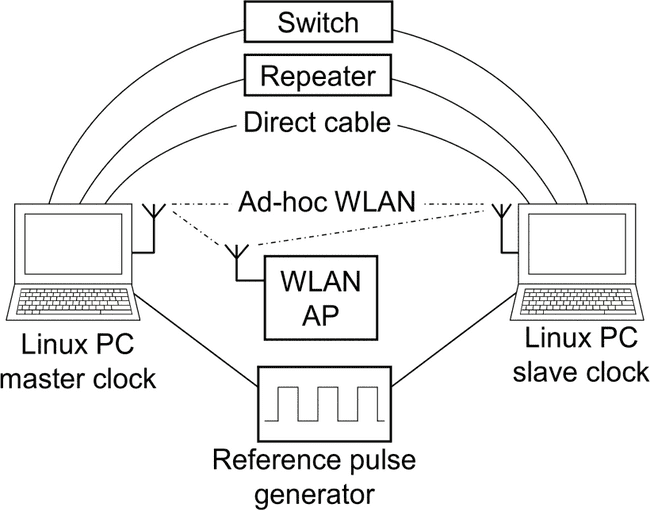 Switch
Repeater
Direct cable
Ad-hoc WLAN
WLAN
AP
Linux PC
master clock
Linux PC
slave clock
Reference pulse
generator